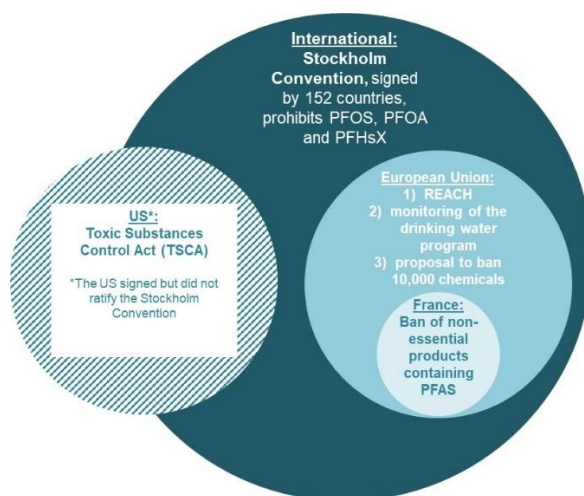 International:
Stockholm
Convention, signed
by 152 countries,
prohibits PFOS, PFOA
and PFHsX
US*:
Toxic Substances
Control Act (TSCA)
*The US signed but did not
ratify the Stockholm
Convention
European Union:
1) REACH
2) monitoring of the
drinking water
program
3) proposal to ban
10,000 chemicals
France:
Ban of non-
essential
products
containing
PFAS